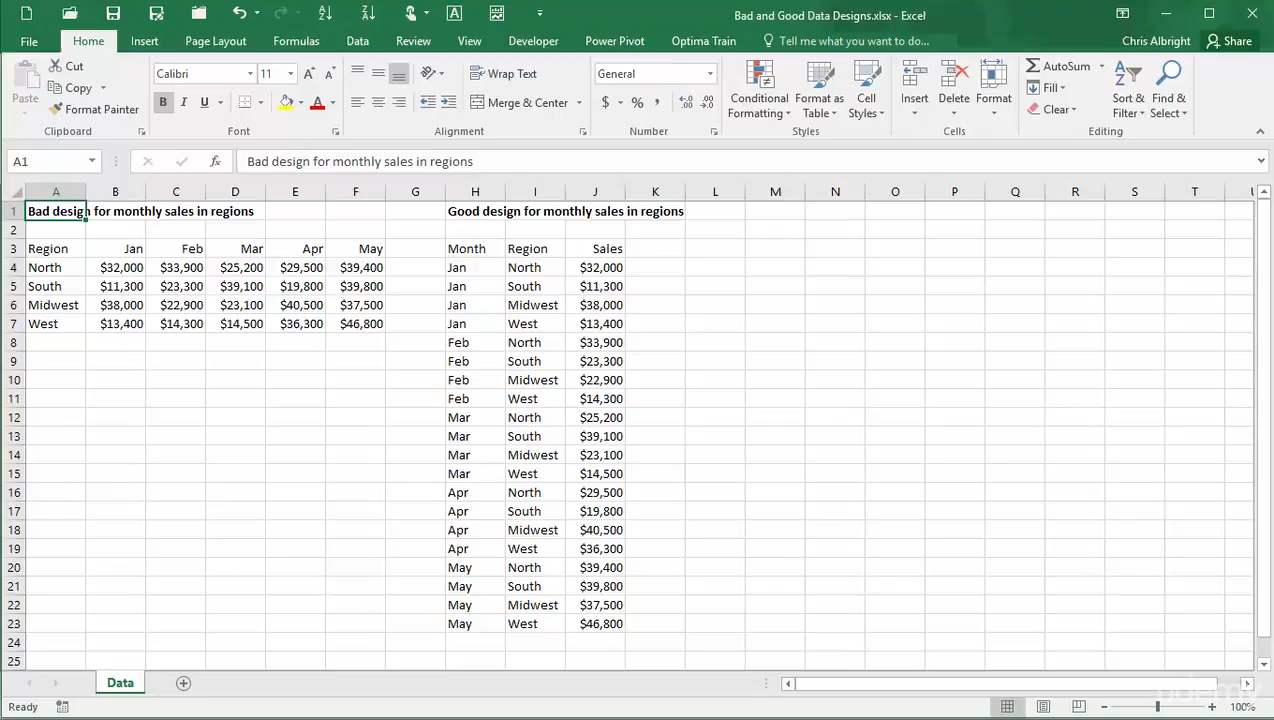 Bad and Good Data Designs.xlsx - Excel
File Home Insert Page Layout Formulas Data Review View Developer Power Pivot Optima Train Tell me what you want to do... Chris Albright Share
Paste
Cut
Copy
Format Painter
Clipboard
Calibri 11
B I U
Font
Wrap Text
Merge & Center
Alignment
General
$ % ,
Number
Conditional Formatting
Format as Table
Cell Styles
Styles
Insert Delete Format
Cells
AutoSum
Fill
Clear
Sort & Filter
Find & Select
Editing
A1 fx Bad design for monthly sales in regions
A B C D E F G H I J K L M N O P Q R S T U
1 Bad design for monthly sales in regions Good design for monthly sales in regions
2
3 Region Jan Feb Mar Apr May Month Region Sales
4 North $32,000 $33,900 $25,200 $29,500 $39,400 Jan North $32,000
5 South $11,300 $23,300 $39,100 $19,800 $39,800 Jan South $11,300
6 Midwest $38,000 $22,900 $23,100 $40,500 $37,500 Jan Midwest $38,000
7 West $13,400 $14,300 $14,500 $36,300 $46,800 Jan West $13,400
8 Feb North $33,900
9 Feb South $23,300
10 Feb Midwest $22,900
11 Feb West $14,300
12 Mar North $25,200
13 Mar South $39,100
14 Mar Midwest $23,100
15 Mar West $14,500
16 Apr North $29,500
17 Apr South $19,800
18 Apr Midwest $40,500
19 Apr West $36,300
20 May North $39,400
21 May South $39,800
22 May Midwest $37,500
23 May West $46,800
24
25
Data
udemy
Ready 100%